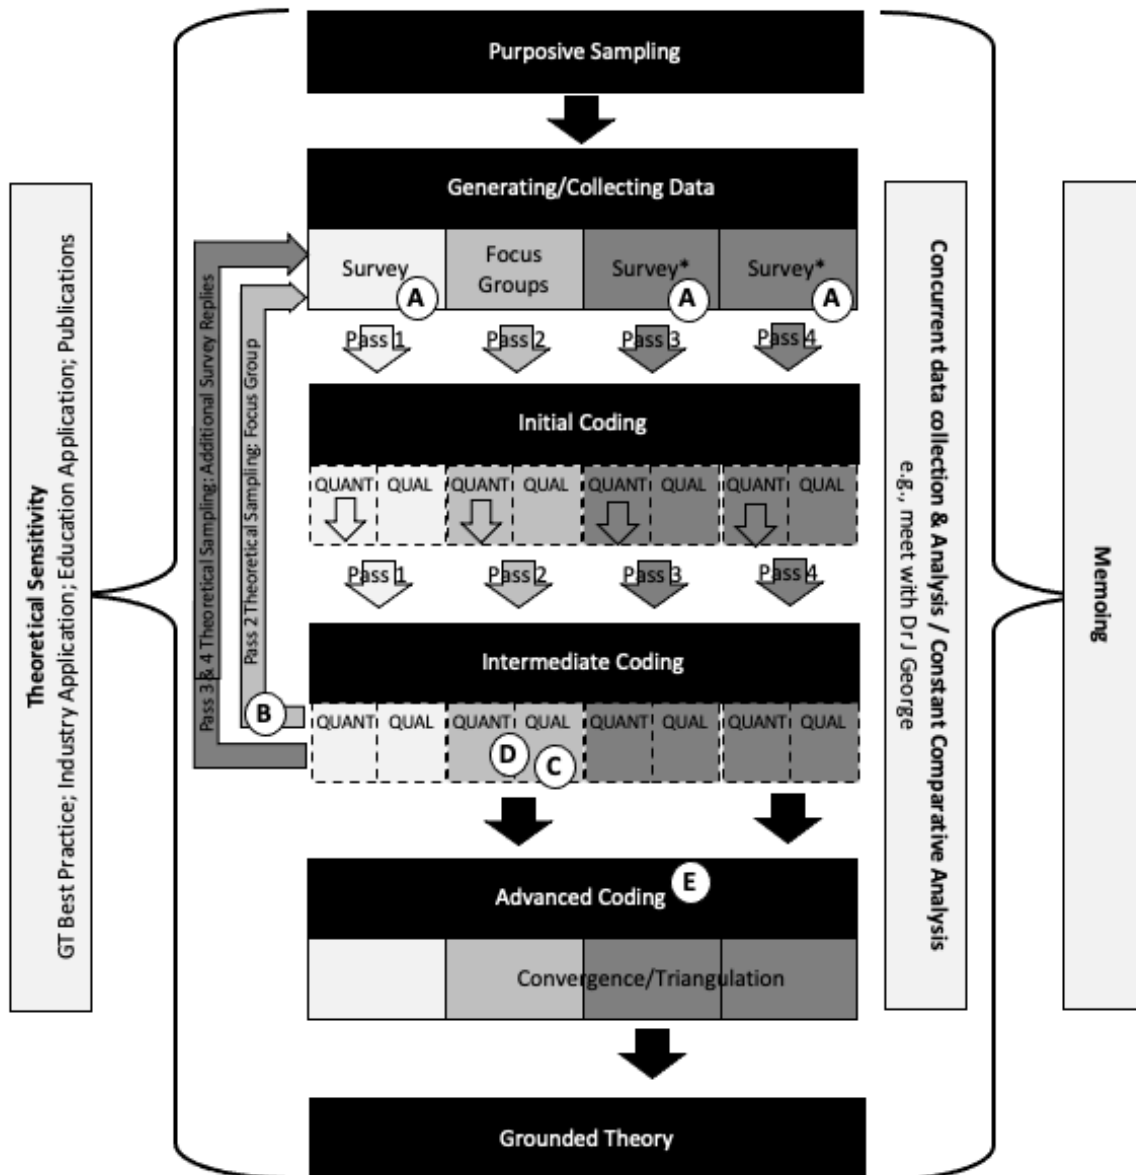 Purposive Sampling
Generating/Collecting Data
Survey
A
Focus
Groups
Survey*
A
Survey*
A
Pass 1
Pass 2
Pass 3
Pass 4
Initial Coding
QUANT
QUAL
QUANT
QUAL
QUANT
QUAL
QUANT
QUAL
Pass 1
Pass 2
Pass 3
Pass 4
Intermediate Coding
QUANT
QUAL
QUANT
QUAL
QUANT
QUAL
QUANT
QUAL
B
D
C
Advanced Coding
E
Convergence/Triangulation
Grounded Theory
Theoretical Sensitivity
GT Best Practice; Industry Application; Education Application; Publications
Pass 3 & 4 Theoretical Sampling: Additional Survey Replies
Pass 2 Theoretical Sampling: Focus Group
Concurrent data collection & Analysis / Constant Comparative Analysis
e.g., meet with Dr J George
Memoing